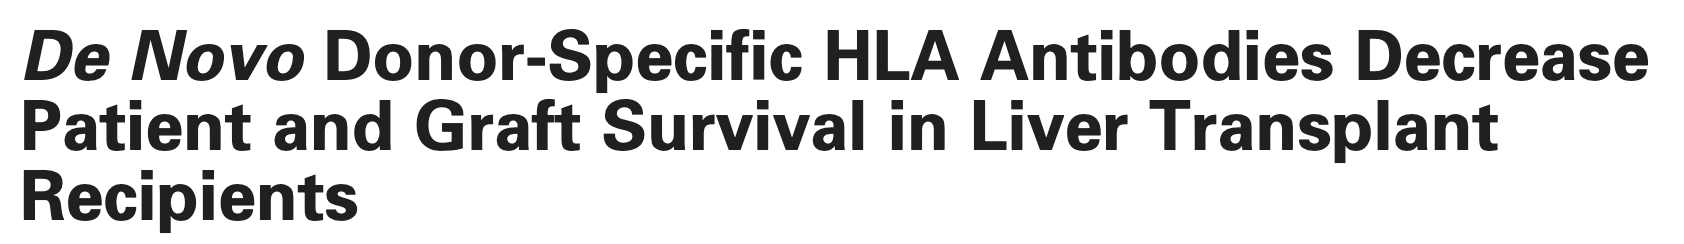 De Novo Donor-Specific HLA Antibodies Decrease
Patient and Graft Survival in Liver Transplant
Recipients